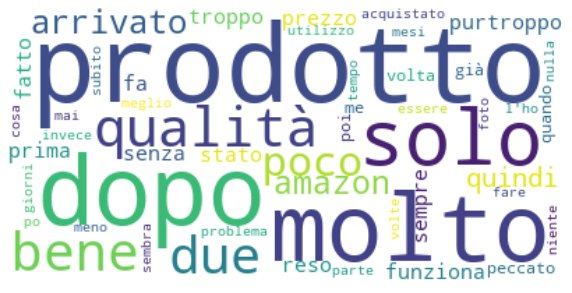 arrivato
troppo
prezzo
acquistato
purtroppo
utilizzo
mesi
fatto
prodotto
subito
fa
volta
già
nulla
tempo
quando
meglio
cosa
mai
qualità
me
essere
l'ho
poi
solo
foto
invece
prima
senza
stato
poco
quindi
giorni
dopo
amazon
sempre
fare
po
molto
volte
niente
meno
sembra
problema
bene
due
reso
parte
funziona
peccato